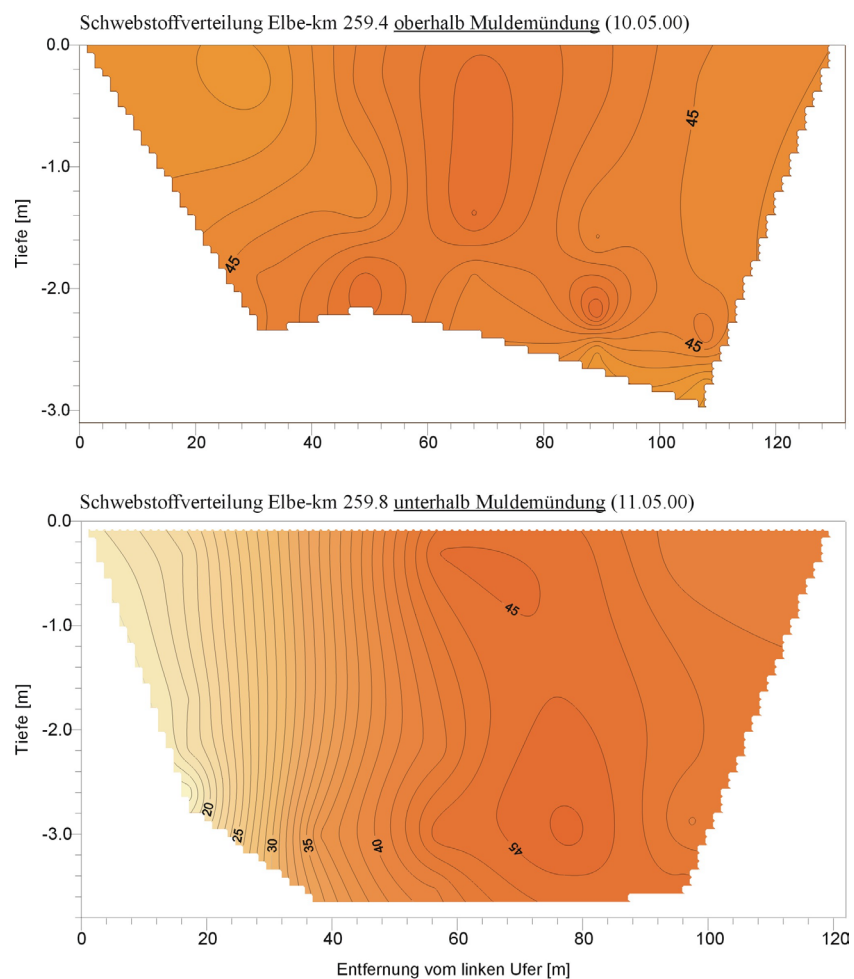 Schwebstoffverteilung Elbe-km 259.4 oberhalb Muldemündung (10.05.00)
0.0
-1.0
-2.0
-3.0
Tiefe [m]
45
45
45
0 20 40 60 80 100 120
Schwebstoffverteilung Elbe-km 259.8 unterhalb Muldemündung (11.05.00)
0.0
-1.0
-2.0
-3.0
Tiefe [m]
45
20 25 30 35 40 45
0 20 40 60 80 100 120
Entfernung vom linken Ufer [m]